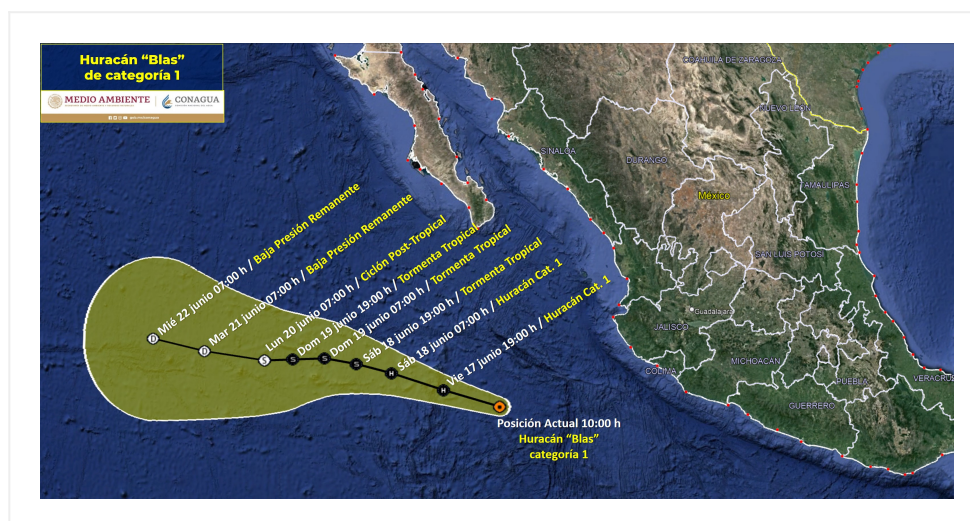 Huracán “Blas”
de categoría 1
MEDIO AMBIENTE
CONAGUA
COAHUILA DE ZARAGOZA
NUEVO LEÓN
SINALOA
DURANGO
TAMAULIPAS
México
SAN LUIS POTOSÍ
Guadalajara
JALISCO
MICHOACÁN
COLIMA
PUEBLA
VERACRUZ
GUERRERO
Mié 22 junio 07:00 h / Baja Presión Remanente
Mar 21 junio 07:00 h / Baja Presión Remanente
Lun 20 junio 07:00 h / Ciclón Post-Tropical
Dom 19 junio 19:00 h / Tormenta Tropical
Dom 19 junio 07:00 h / Tormenta Tropical
Sáb 18 junio 19:00 h / Tormenta Tropical
Sáb 18 junio 07:00 h / Huracán Cat. 1
Vie 17 junio 19:00 h / Huracán Cat. 1
D
D
S
S
S
S
H
H
Posición Actual 10:00 h
Huracán “Blas”
categoría 1